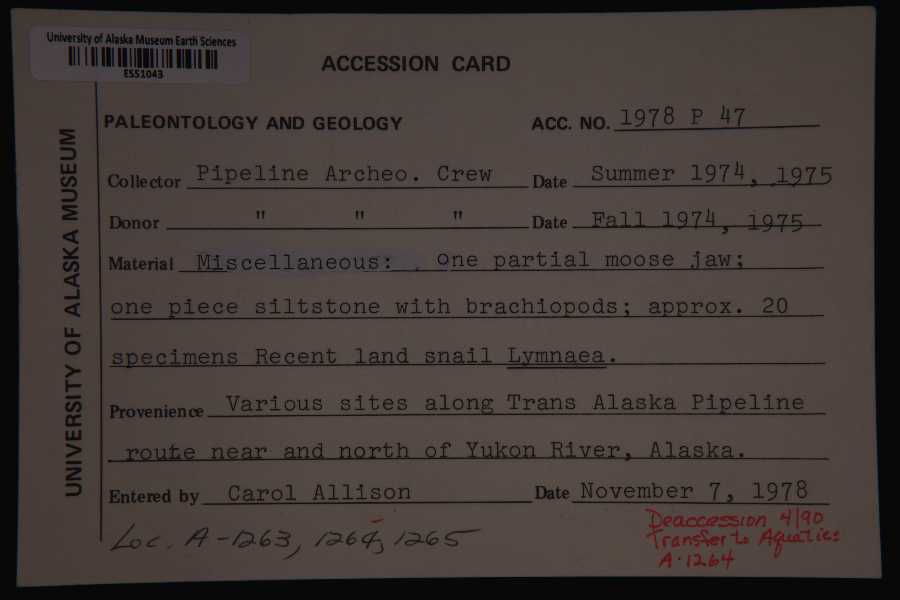 University of Alaska Museum Earth Sciences
ES51043
ACCESSION CARD
UNIVERSITY OF ALASKA MUSEUM
PALEONTOLOGY AND GEOLOGY ACC. NO. 1978 P 47
Collector Pipeline Archeo. Crew Date Summer 1974, 1975
Donor " " " Date Fall 1974, 1975
Material Miscellaneous: One partial moose jaw;
one piece siltstone with brachiopods; approx. 20
specimens Recent land snail Lymnaea.
Provenience Various sites along Trans Alaska Pipeline
route near and north of Yukon River, Alaska.
Entered by Carol Allison Date November 7, 1978
Loc. A-1263, 1264, 1265
Deaccession 4/90
Transfer to Aquatics
A-1264